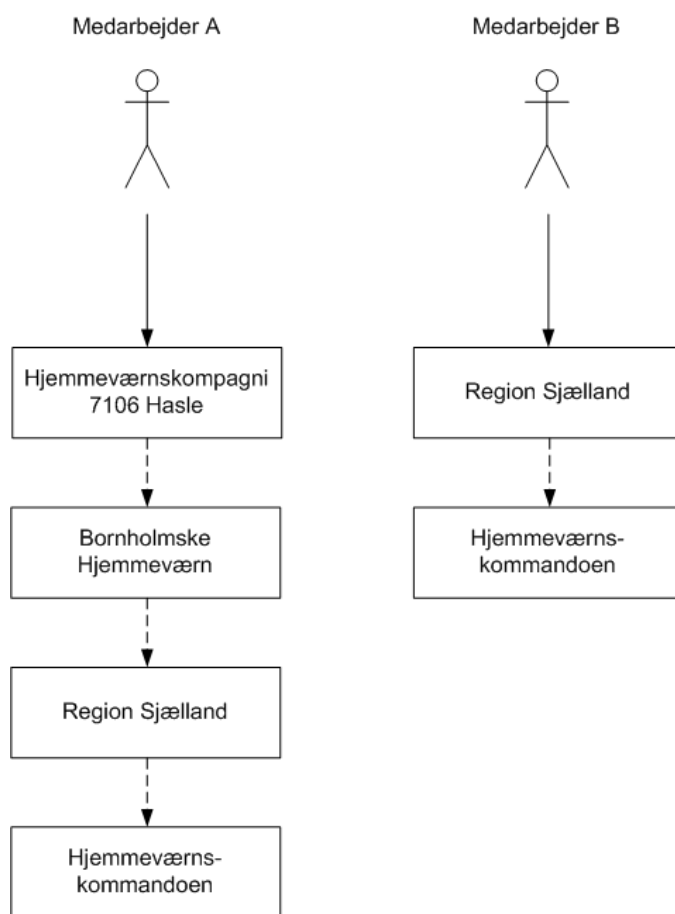 Medarbejder A
Hjemmeværnskompagni
7106 Hasle
Bornholmske
Hjemmeværn
Region Sjælland
Hjemmeværns-
kommandoen
Medarbejder B
Region Sjælland
Hjemmeværns-
kommandoen